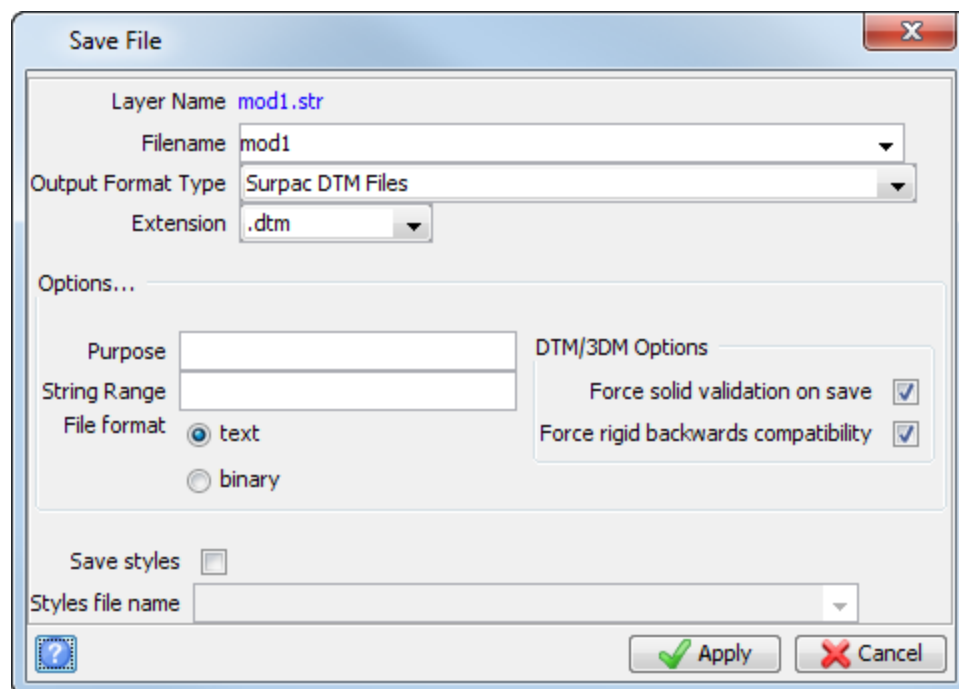 Save File
Layer Name mod1.str
Filename mod1
Output Format Type Surpac DTM Files
Extension .dtm
Options...
Purpose
DTM/3DM Options
String Range
Force solid validation on save
File format text
Force rigid backwards compatibility
binary
Save styles
Styles file name
? Apply Cancel